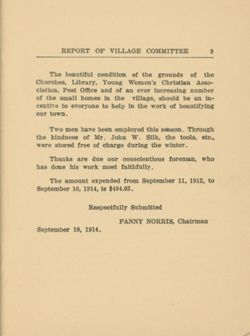 REPORT OF VILLAGE COMMITTEE 9
The beautiful condition of the grounds of the
Churches, Library, Young Women's Christian Asso-
ciation, Post Office and of an ever increasing number
of the small homes in the village, should be an in-
centive to everyone to help in the work of beautifying
our town.
Two men have been employed this season. Through
the kindness of Mr. John W. Silk, the tools, etc.,
were stored free of charge during the winter.
Thanks are due our conscientious foreman, who
has done his work most faithfully.
The amount expended from September 11, 1913, to
September 10, 1914, is
Respectfully Submitted
FANNY NORRIS, Chairman
September 10, 1914.